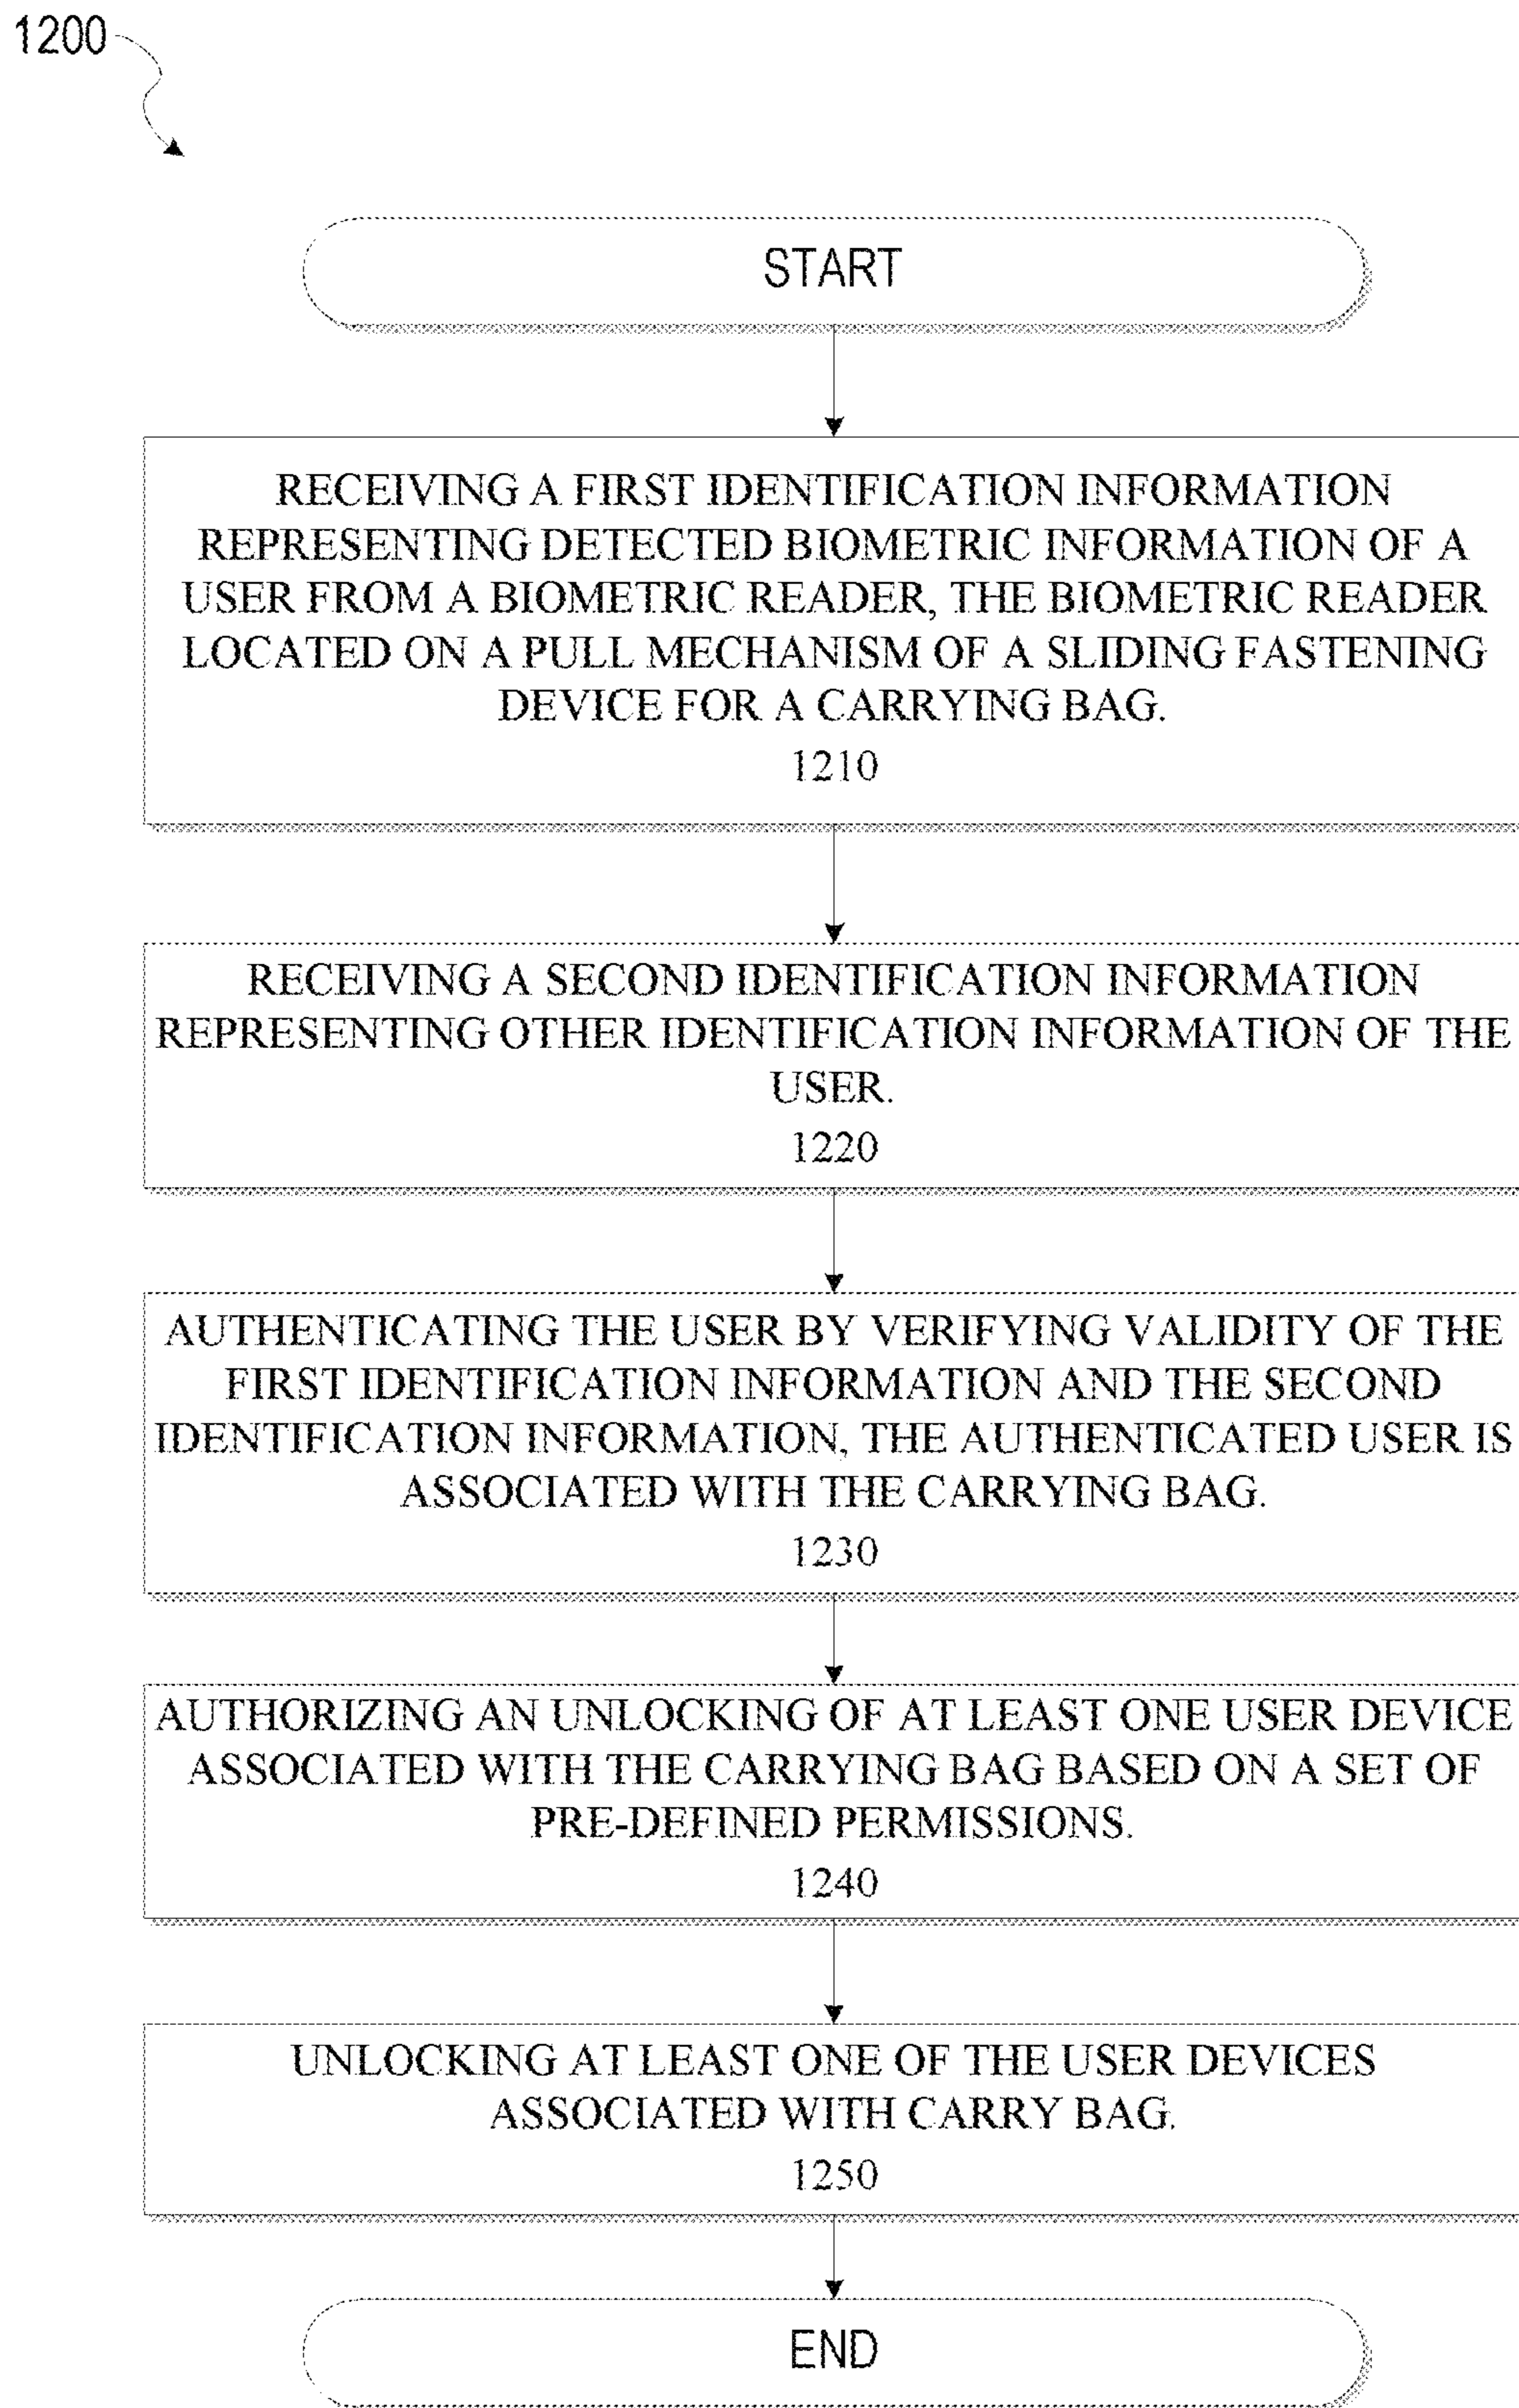 1200
START
RECEIVING A FIRST IDENTIFICATION INFORMATION
REPRESENTING DETECTED BIOMETRIC INFORMATION OF A
USER FROM A BIOMETRIC READER, THE BIOMETRIC READER
LOCATED ON A PULL MECHANISM OF A SLIDING FASTENING
DEVICE FOR A CARRYING BAG.
1210
RECEIVING A SECOND IDENTIFICATION INFORMATION
REPRESENTING OTHER IDENTIFICATION INFORMATION OF THE
USER.
1220
AUTHENTICATING THE USER BY VERIFYING VALIDITY OF THE
FIRST IDENTIFICATION INFORMATION AND THE SECOND
IDENTIFICATION INFORMATION, THE AUTHENTICATED USER IS
ASSOCIATED WITH THE CARRYING BAG.
1230
AUTHORIZING AN UNLOCKING OF AT LEAST ONE USER DEVICE
ASSOCIATED WITH THE CARRYING BAG BASED ON A SET OF
PRE-DEFINED PERMISSIONS.
1240
UNLOCKING AT LEAST ONE OF THE USER DEVICES
ASSOCIATED WITH CARRY BAG.
1250
END